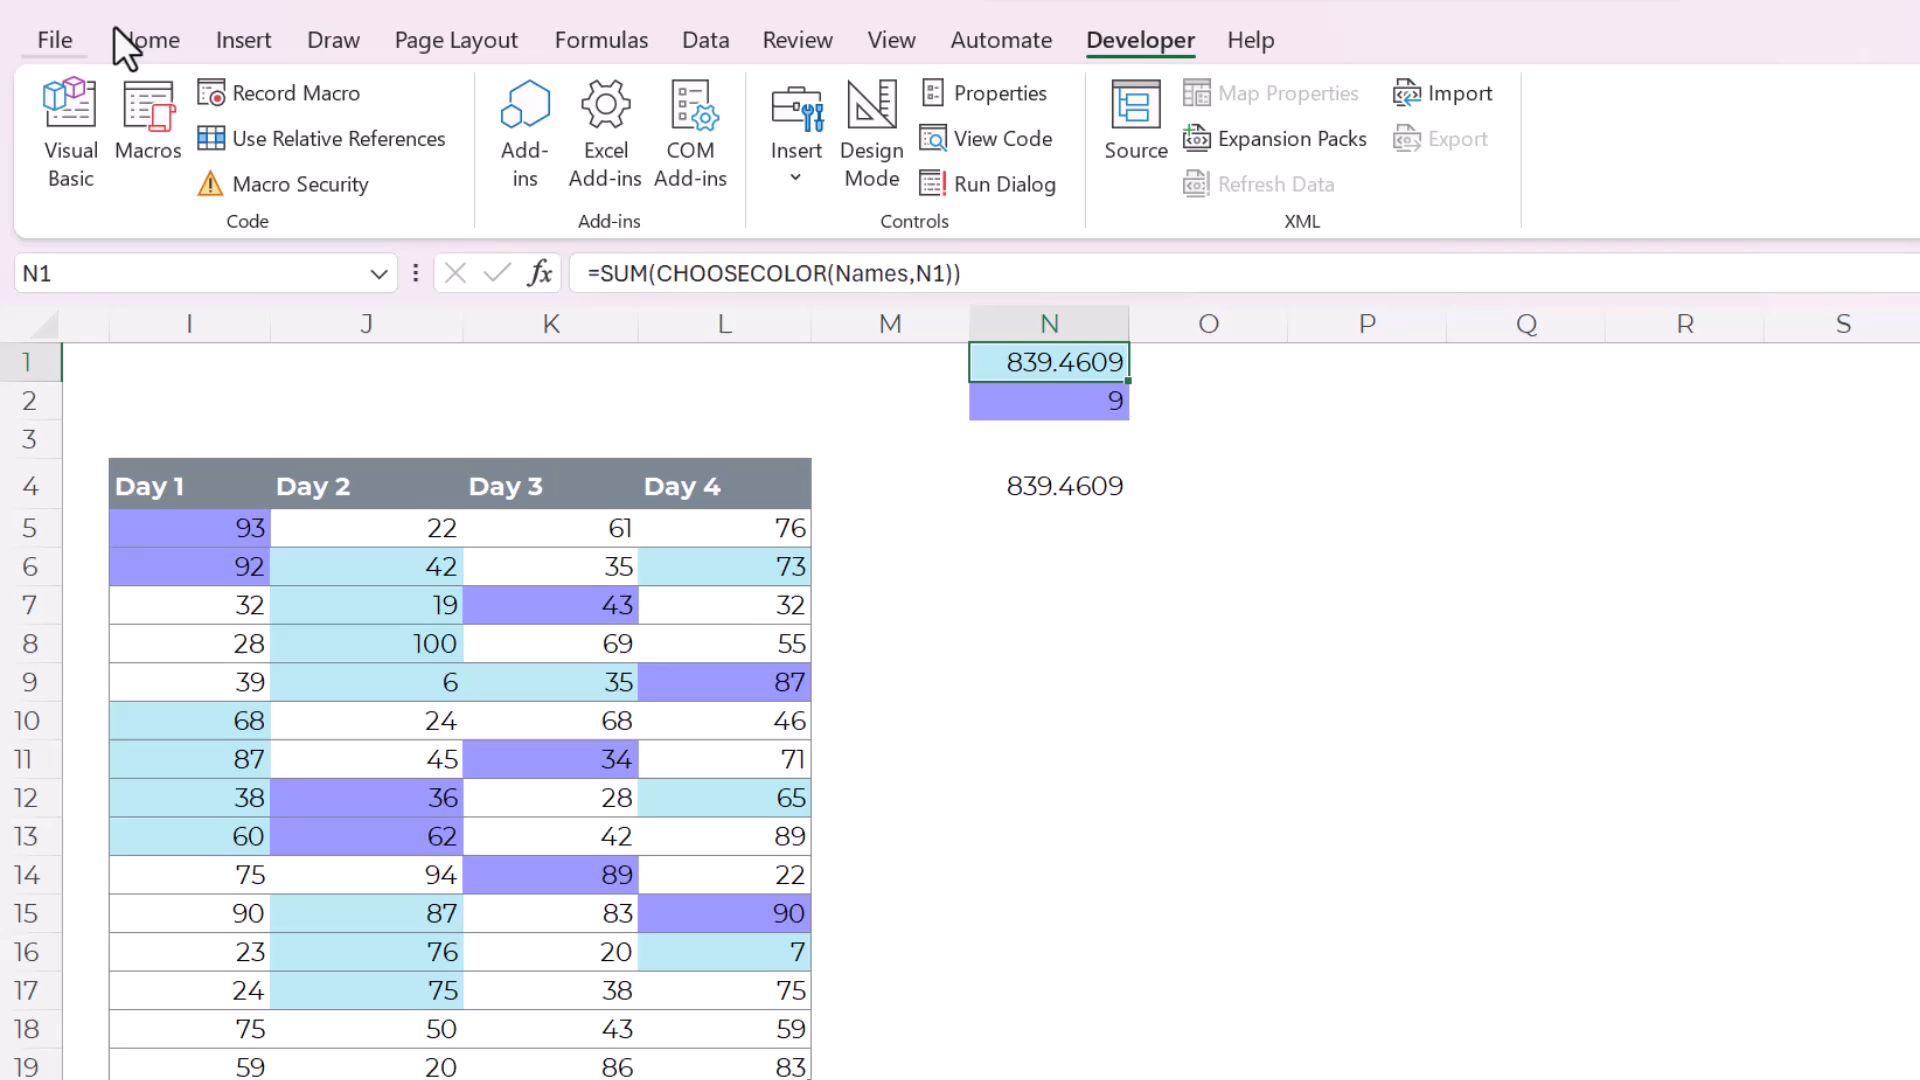 File Home Insert Draw Page Layout Formulas Data Review View Automate Developer Help
Visual Basic
Macros
Record Macro
Use Relative References
Macro Security
Code
Add-ins
Excel Add-ins
COM Add-ins
Add-ins
Insert
Design Mode
Properties
View Code
Run Dialog
Controls
Source
Map Properties
Expansion Packs
Refresh Data
Import
Export
XML
N1 fx =SUM(CHOOSECOLOR(Names,N1))
I J K L M N O P Q R S
1 839.4609
2 9
3
4 Day 1 Day 2 Day 3 Day 4 839.4609
5 93 22 61 76
6 92 42 35 73
7 32 19 43 32
8 28 100 69 55
9 39 6 35 87
10 68 24 68 46
11 87 45 34 71
12 38 36 28 65
13 60 62 42 89
14 75 94 89 22
15 90 87 83 90
16 23 76 20 7
17 24 75 38 75
18 75 50 43 59
19 59 20 86 83